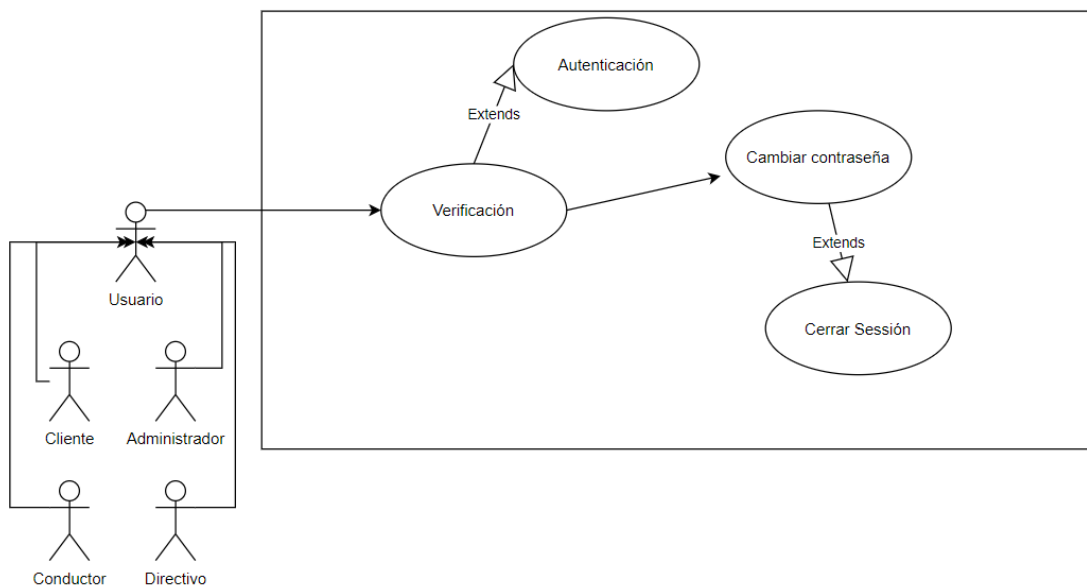 Autenticación
Extends
Cambiar contraseña
Verificación
Extends
Usuario
Cerrar Sessión
Cliente
Administrador
Conductor
Directivo